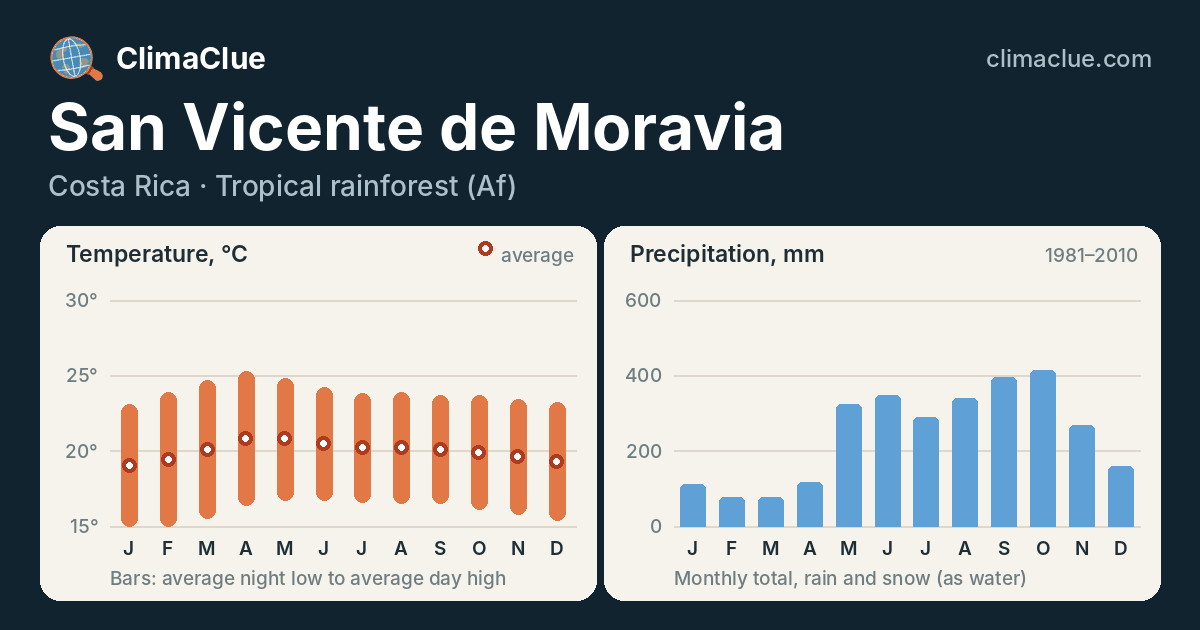 ClimaClue
climaclue.com
San Vicente de Moravia
Costa Rica · Tropical rainforest (Af)
Temperature, °C
average
30°
25°
20°
15°
J F M A M J J A S O N D
Bars: average night low to average day high
Precipitation, mm
1981–2010
600
400
200
0
J F M A M J J A S O N D
Monthly total, rain and snow (as water)